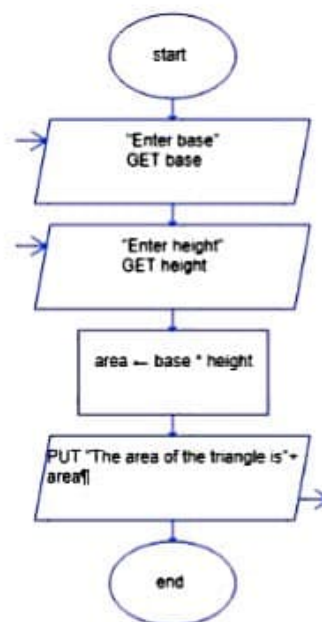 start
"Enter base"
GET base
"Enter height"
GET height
area ← base * height
PUT "The area of the triangle is"+
area¶
end